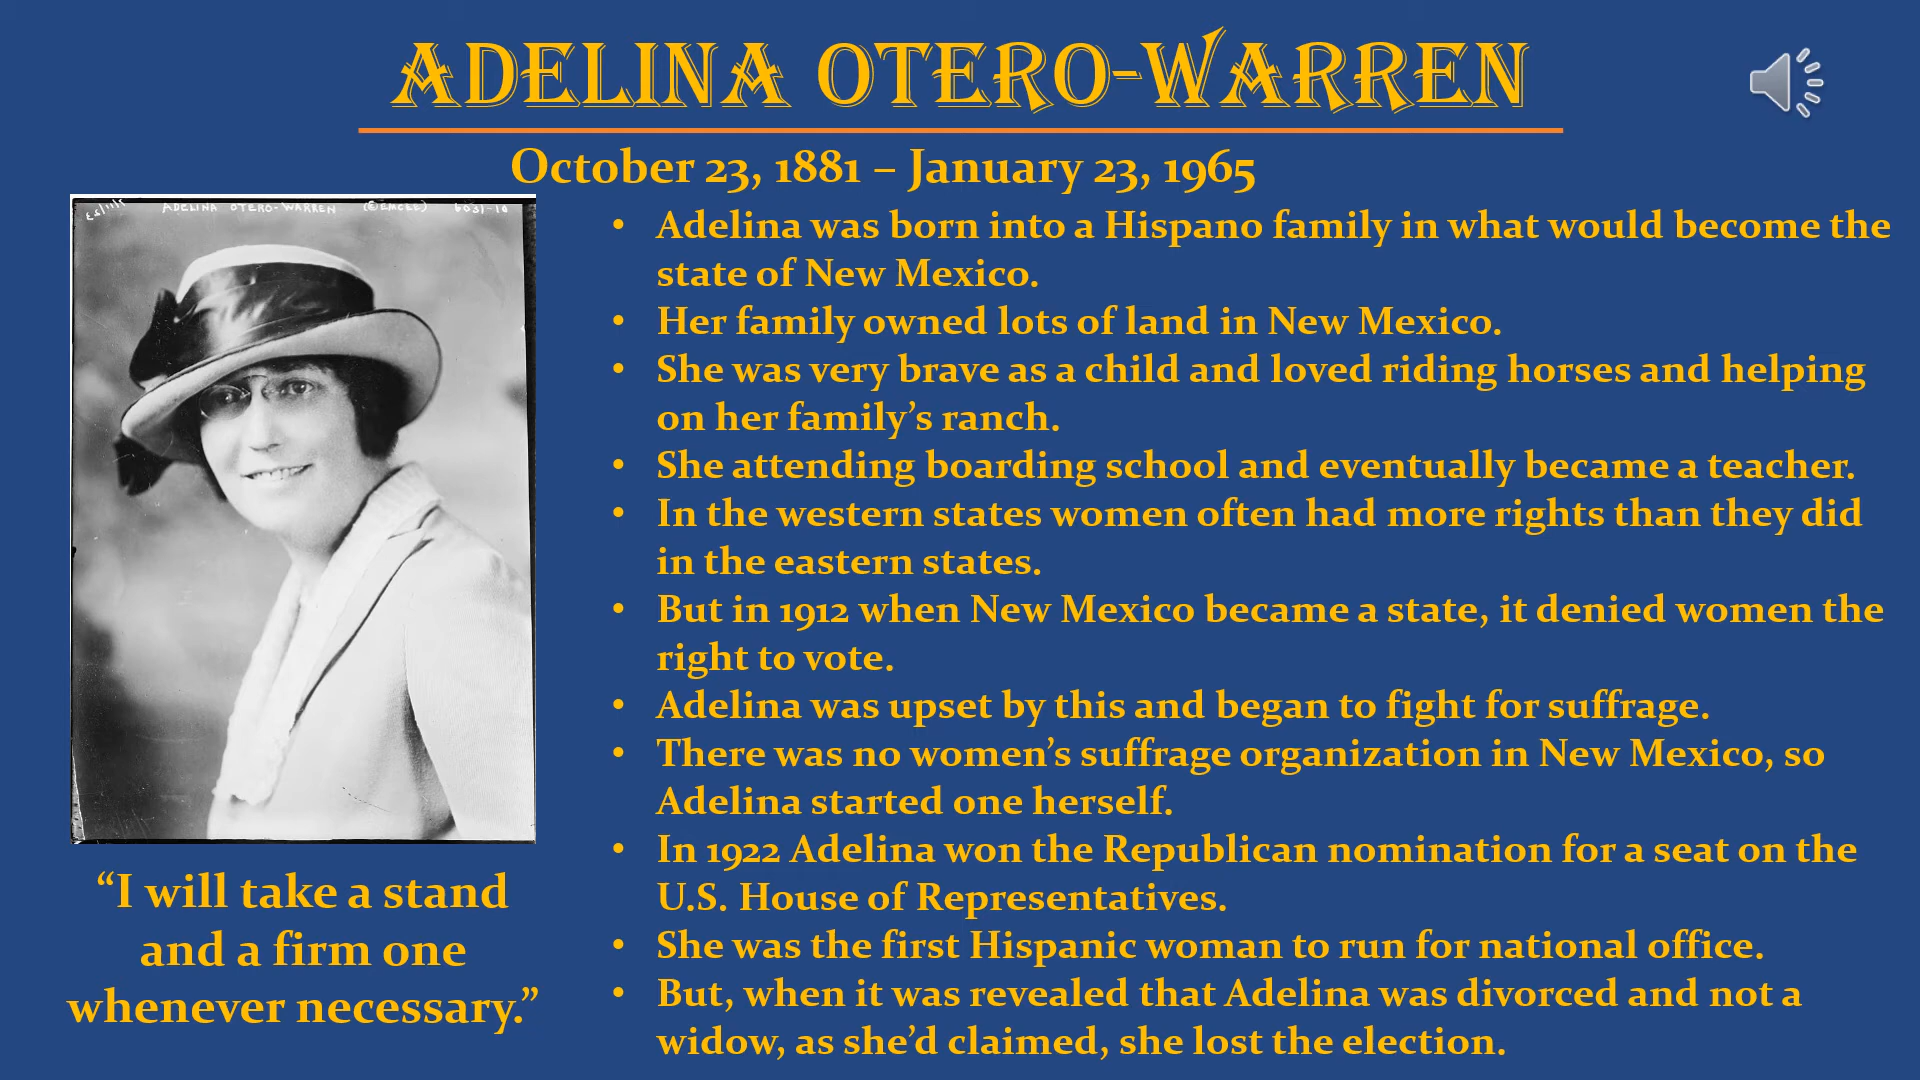 ADELINA OTERO-WARREN
October 23, 1881 – January 23, 1965
ADELINA OTERO-WARREN
6031-10
• Adelina was born into a Hispano family in what would become the
state of New Mexico.
• Her family owned lots of land in New Mexico.
• She was very brave as a child and loved riding horses and helping
on her family’s ranch.
• She attending boarding school and eventually became a teacher.
• In the western states women often had more rights than they did
in the eastern states.
• But in 1912 when New Mexico became a state, it denied women the
right to vote.
• Adelina was upset by this and began to fight for suffrage.
• There was no women’s suffrage organization in New Mexico, so
Adelina started one herself.
• In 1922 Adelina won the Republican nomination for a seat on the
U.S. House of Representatives.
• She was the first Hispanic woman to run for national office.
• But, when it was revealed that Adelina was divorced and not a
widow, as she’d claimed, she lost the election.
“I will take a stand
and a firm one
whenever necessary.”